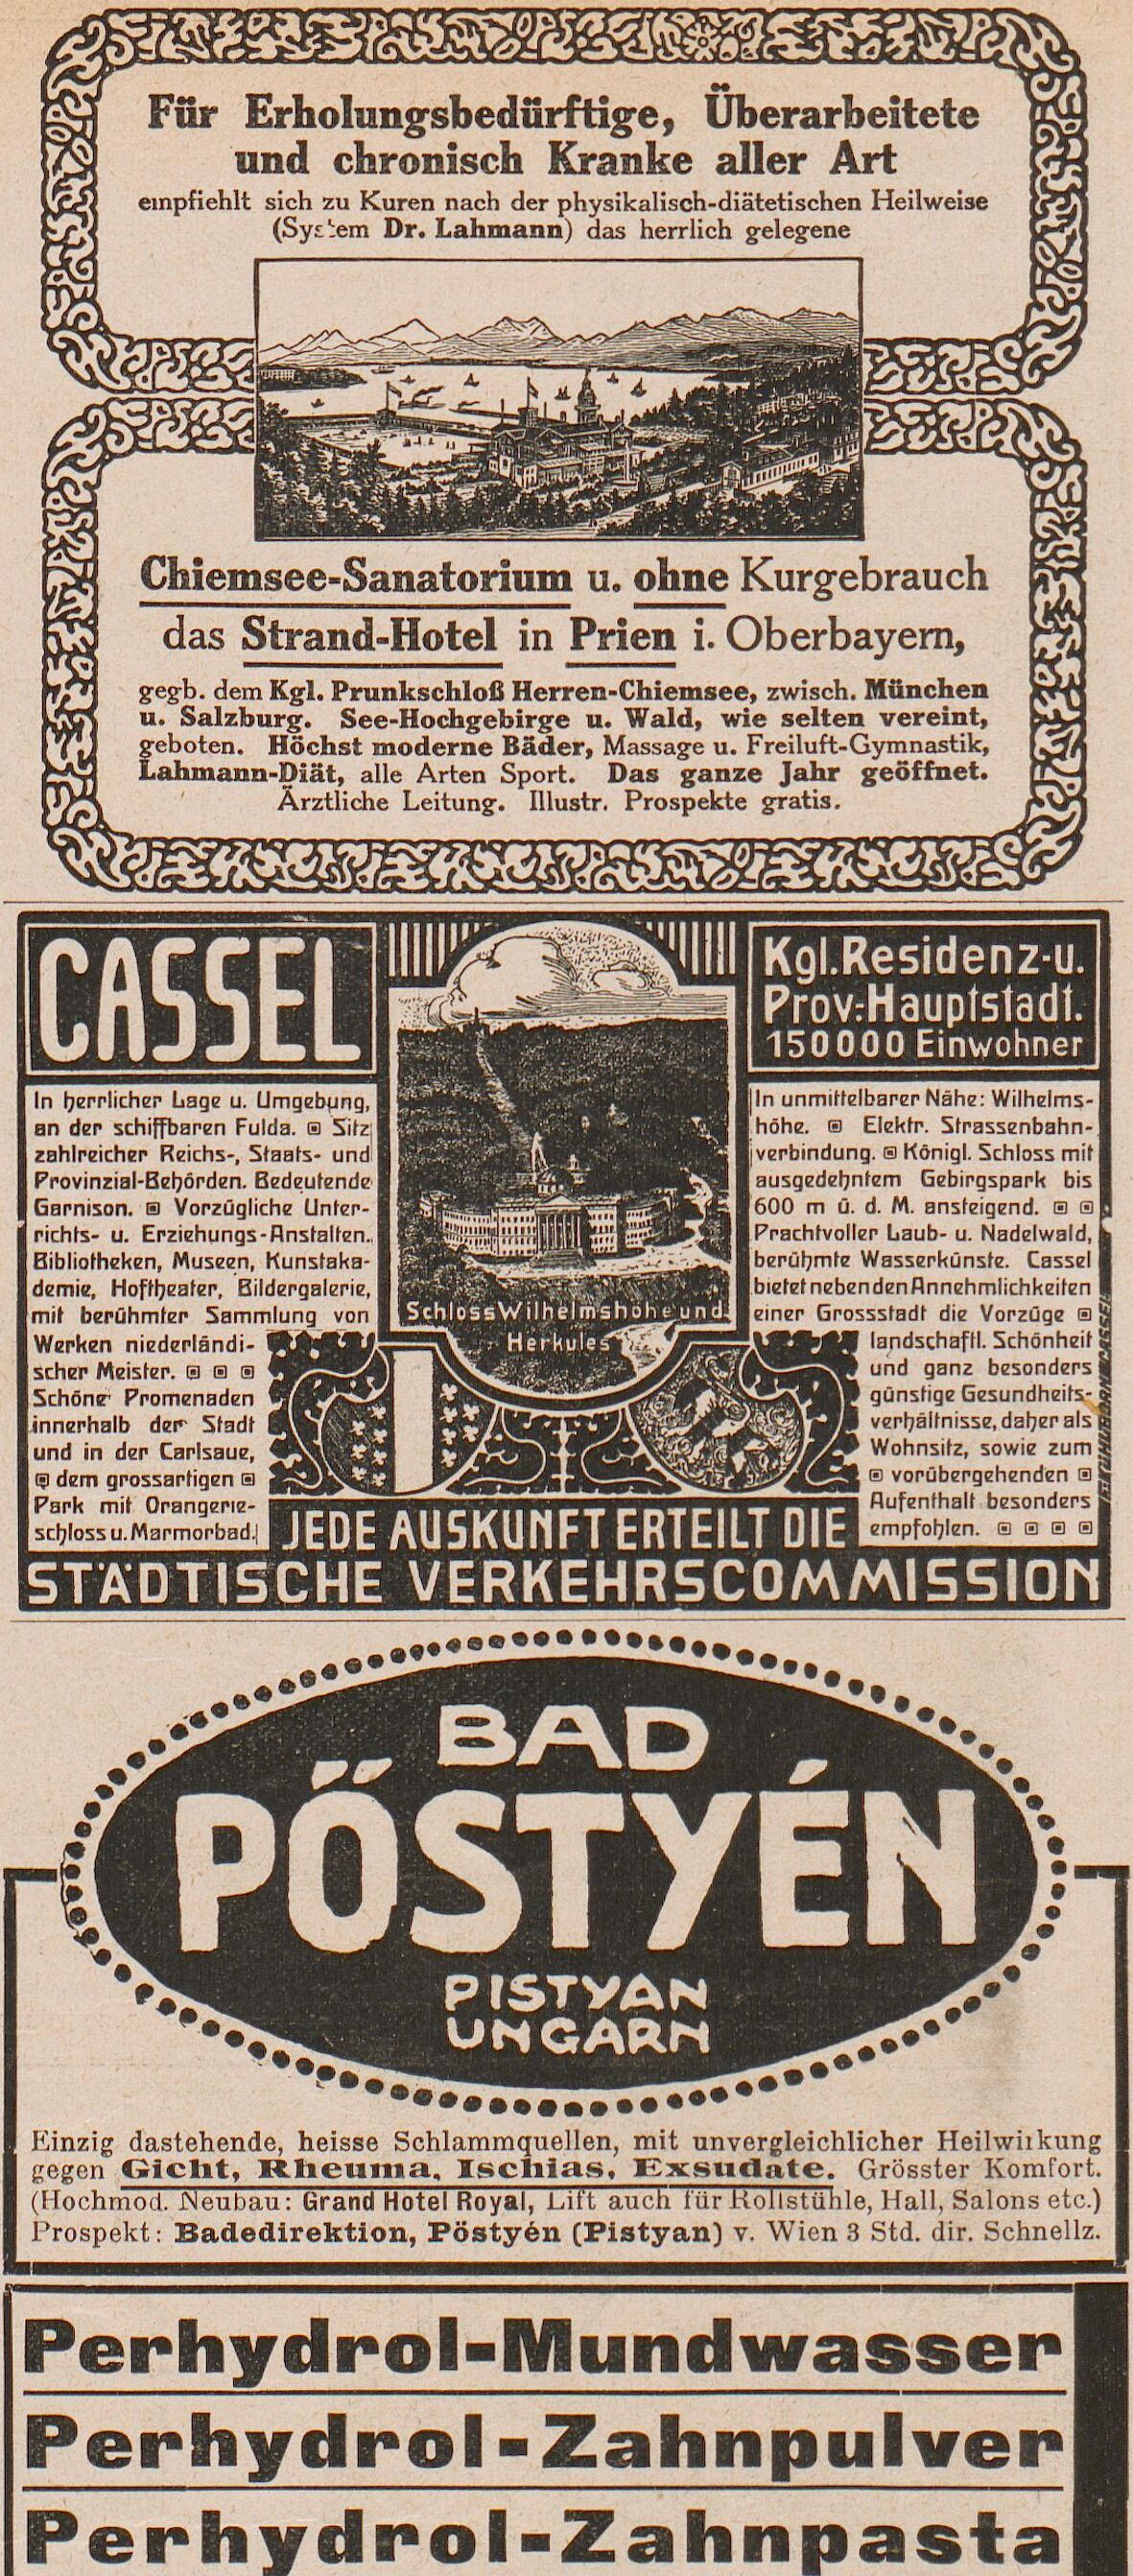 Für Erholungsbedürftige, Überarbeitete
und chronisch Kranke aller Art
empfiehlt sich zu Kuren nach der physikalisch-diätetischen Heilweise
(System Dr. Lahmann) das herrlich gelegene
Chiemsee-Sanatorium u. ohne Kurgebrauch
das Strand-Hotel in Prien i. Oberbayern,
gegb. dem Kgl. Prunkschloß Herren-Chiemsee, zwisch. München
u. Salzburg. See-Hochgebirge u. Wald, wie selten vereint,
geboten. Höchst moderne Bäder, Massage u. Freiluft-Gymnastik,
Lahmann-Diät, alle Arten Sport. Das ganze Jahr geöffnet.
Ärztliche Leitung. Illustr. Prospekte gratis.
CASSEL
In herrlicher Lage u. Umgebung,
an der schiffbaren Fulda. Sitz
zahlreicher Reichs-, Staats- und
Provinzial-Behörden. Bedeutende
Garnison. Vorzügliche Unter-
richts- u. Erziehungs-Anstalten.
Bibliotheken, Museen, Kunstaka-
demie, Hoftheater, Bildergalerie,
mit berühmter Sammlung von
Werken niederländi-
scher Meister.
Schöne Promenaden
innerhalb der Stadt
und in der Carlsaue,
dem grossartigen
Park mit Orangerie-
schloss u. Marmorbad.
Schloss Wilhelmshöhe und
Herkules
Kgl. Residenz- u.
Prov.-Hauptstadt.
150000 Einwohner
In unmittelbarer Nähe: Wilhelms-
höhe. Elektr. Strassenbahn-
verbindung. Königl. Schloss mit
ausgedehntem Gebirgspark bis
600 m ü. d. M. ansteigend.
Prachtvoller Laub- u. Nadelwald,
berühmte Wasserkünste. Cassel
bietet neben den Annehmlichkeiten
einer Grossstadt die Vorzüge
landschaftl. Schönheit
und ganz besonders
günstige Gesundheits-
verhältnisse, daher als
Wohnsitz, sowie zum
vorübergehenden
Aufenthalt besonders
empfohlen.
JEDE AUSKUNFT ERTEILT DIE
STÄDTISCHE VERKEHRSCOMMISSION
BAD
PŐSTYÉN
PISTYAN
UNGARN
Einzig dastehende, heisse Schlammquellen, mit unvergleichlicher Heilwirkung
gegen Gicht, Rheuma, Ischias, Exsudate. Grösster Komfort.
(Hochmod. Neubau: Grand Hotel Royal, Lift auch für Rollstühle, Hall, Salons etc.)
Prospekt: Badedirektion, Pöstyén (Pistyan) v. Wien 3 Std. dir. Schnellz.
Perhydrol-Mundwasser
Perhydrol-Zahnpulver
Perhydrol-Zahnpasta